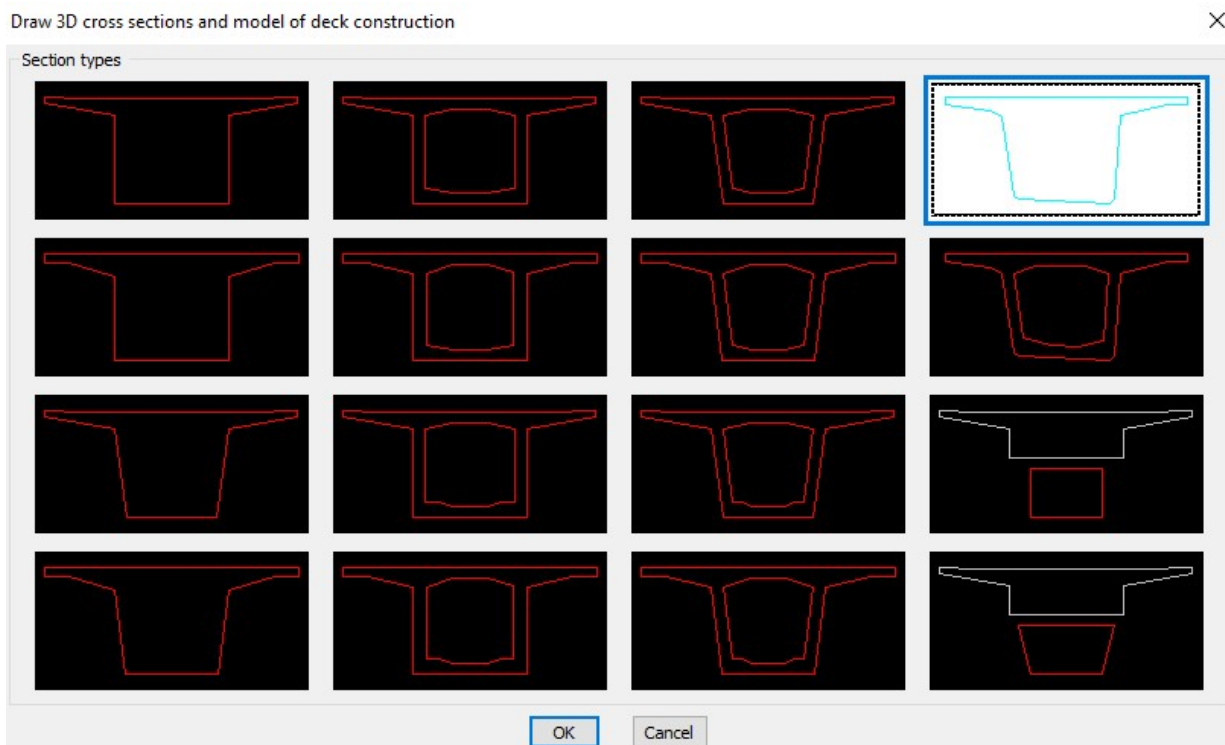 Draw 3D cross sections and model of deck construction
Section types
OK
Cancel